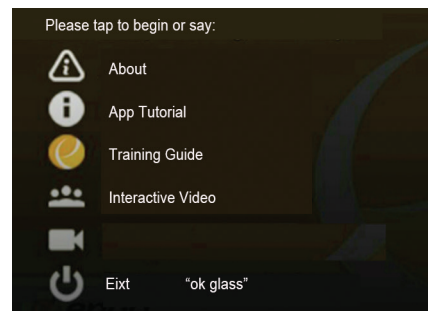 Please tap to begin or say:
About
App Tutorial
Training Guide
Interactive Video
Eixt "ok glass"